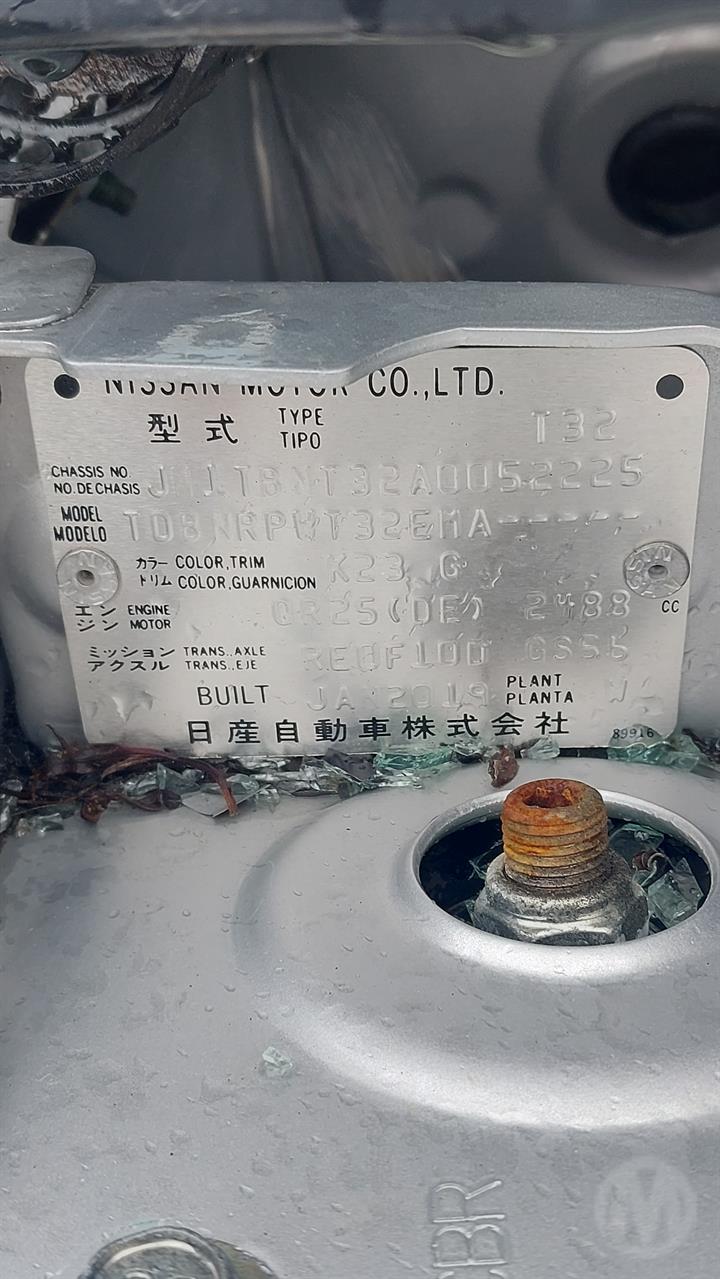 NISSAN MOTOR CO.,LTD.
型式 TYPE TIPO T32
CHASSIS NO. NO.DE CHASIS JN1TBNT32A0052225
MODEL MODELO TDBNRPWT32EMA-----
カラー COLOR,TRIM K23 G
トリム COLOR,GUARNICION
エンジン ENGINE MOTOR QR25(DE) 2488 CC
ミッション TRANS.,AXLE
アクスル TRANS.,EJE GS55
BUILT JA 2019 PLANT PLANTA W
日産自動車株式会社 89916
BR
M